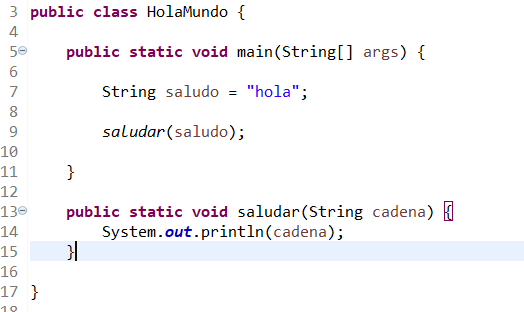 3 public class HolaMundo {
4
5 public static void main(String[] args) {
6
7 String saludo = "hola";
8
9 saludar(saludo);
10
11 }
12
13 public static void saludar(String cadena) {
14 System.out.println(cadena);
15 }
16
17 }
18